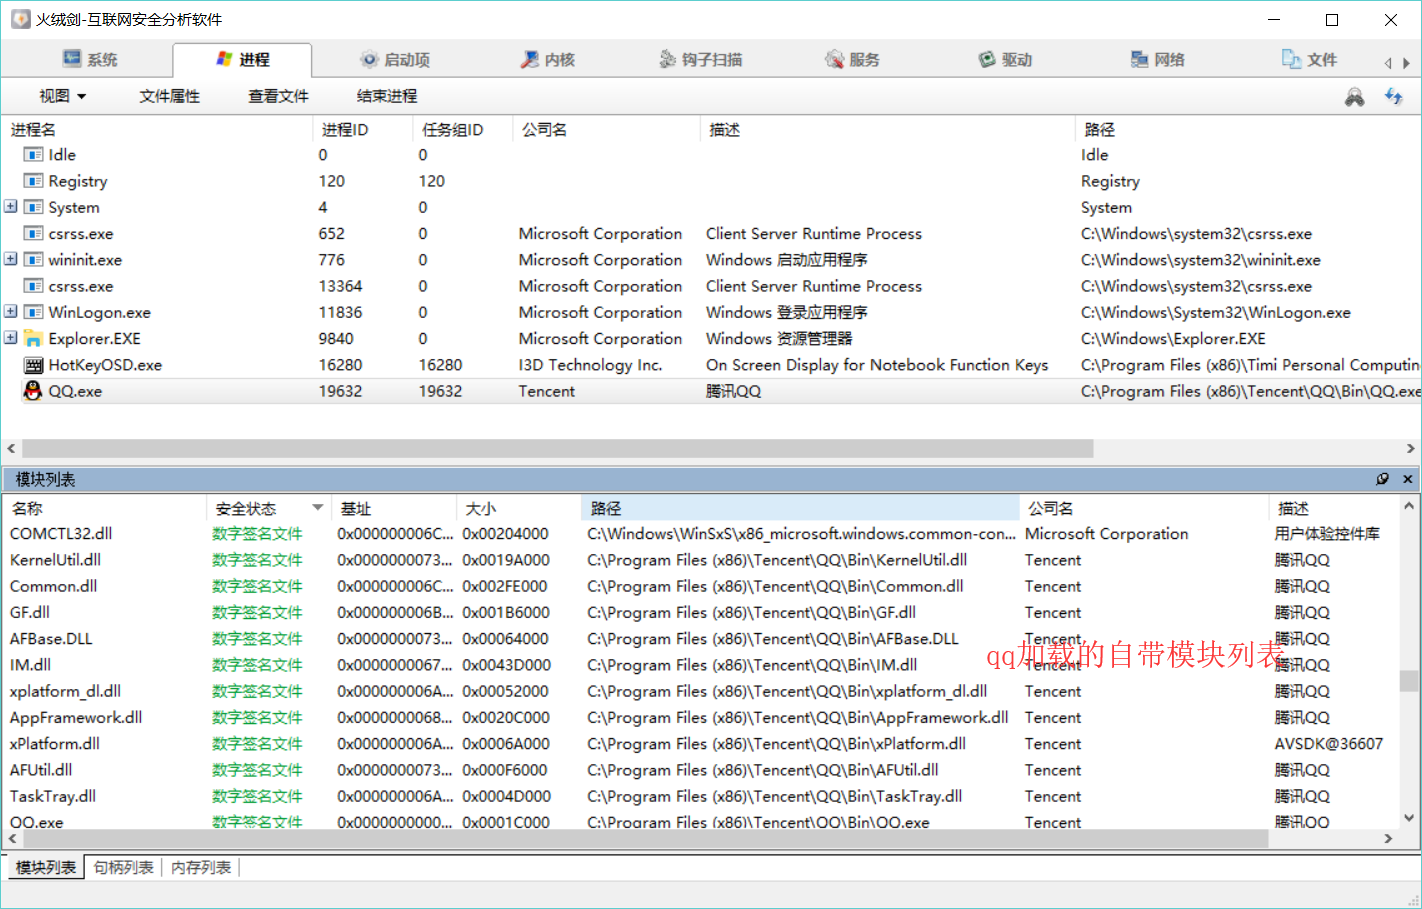 火绒剑-互联网安全分析软件
系统 进程 启动项 内核 钩子扫描 服务 驱动 网络 文件
视图 文件属性 查看文件 结束进程
进程名 进程ID 任务组ID 公司名 描述 路径
Idle 0 0 Idle
Registry 120 120 Registry
System 4 0 System
csrss.exe 652 0 Microsoft Corporation Client Server Runtime Process C:\Windows\system32\csrss.exe
wininit.exe 776 0 Microsoft Corporation Windows 启动应用程序 C:\Windows\system32\wininit.exe
csrss.exe 13364 0 Microsoft Corporation Client Server Runtime Process C:\Windows\system32\csrss.exe
WinLogon.exe 11836 0 Microsoft Corporation Windows 登录应用程序 C:\Windows\System32\WinLogon.exe
Explorer.EXE 9840 0 Microsoft Corporation Windows 资源管理器 C:\Windows\Explorer.EXE
HotKeyOSD.exe 16280 16280 I3D Technology Inc. On Screen Display for Notebook Function Keys C:\Program Files (x86)\Timi Personal Computin
QQ.exe 19632 19632 Tencent 腾讯QQ C:\Program Files (x86)\Tencent\QQ\Bin\QQ.exe
模块列表
名称 安全状态 基址 大小 路径 公司名 描述
COMCTL32.dll 数字签名文件 0x000000006C... 0x00204000 C:\Windows\WinSxS\x86_microsoft.windows.common-con... Microsoft Corporation 用户体验控件库
KernelUtil.dll 数字签名文件 0x0000000073... 0x0019A000 C:\Program Files (x86)\Tencent\QQ\Bin\KernelUtil.dll Tencent 腾讯QQ
Common.dll 数字签名文件 0x000000006C... 0x002FE000 C:\Program Files (x86)\Tencent\QQ\Bin\Common.dll Tencent 腾讯QQ
GF.dll 数字签名文件 0x000000006B... 0x001B6000 C:\Program Files (x86)\Tencent\QQ\Bin\GF.dll Tencent 腾讯QQ
AFBase.DLL 数字签名文件 0x0000000073... 0x00064000 C:\Program Files (x86)\Tencent\QQ\Bin\AFBase.DLL Tencent 腾讯QQ
qq加载的自带模块列表
IM.dll 数字签名文件 0x0000000067... 0x0043D000 C:\Program Files (x86)\Tencent\QQ\Bin\IM.dll Tencent 腾讯QQ
xplatform_dl.dll 数字签名文件 0x000000006A... 0x00052000 C:\Program Files (x86)\Tencent\QQ\Bin\xplatform_dl.dll Tencent 腾讯QQ
AppFramework.dll 数字签名文件 0x0000000068... 0x0020C000 C:\Program Files (x86)\Tencent\QQ\Bin\AppFramework.dll Tencent 腾讯QQ
xPlatform.dll 数字签名文件 0x000000006A... 0x0006A000 C:\Program Files (x86)\Tencent\QQ\Bin\xPlatform.dll Tencent AVSDK@36607
AFUtil.dll 数字签名文件 0x0000000073... 0x000F6000 C:\Program Files (x86)\Tencent\QQ\Bin\AFUtil.dll Tencent 腾讯QQ
TaskTray.dll 数字签名文件 0x000000006A... 0x0004D000 C:\Program Files (x86)\Tencent\QQ\Bin\TaskTray.dll Tencent 腾讯QQ
QQ.exe 数字签名文件 0x0000000000... 0x0001C000 C:\Program Files (x86)\Tencent\QQ\Bin\QQ.exe Tencent 腾讯QQ
模块列表 句柄列表 内存列表